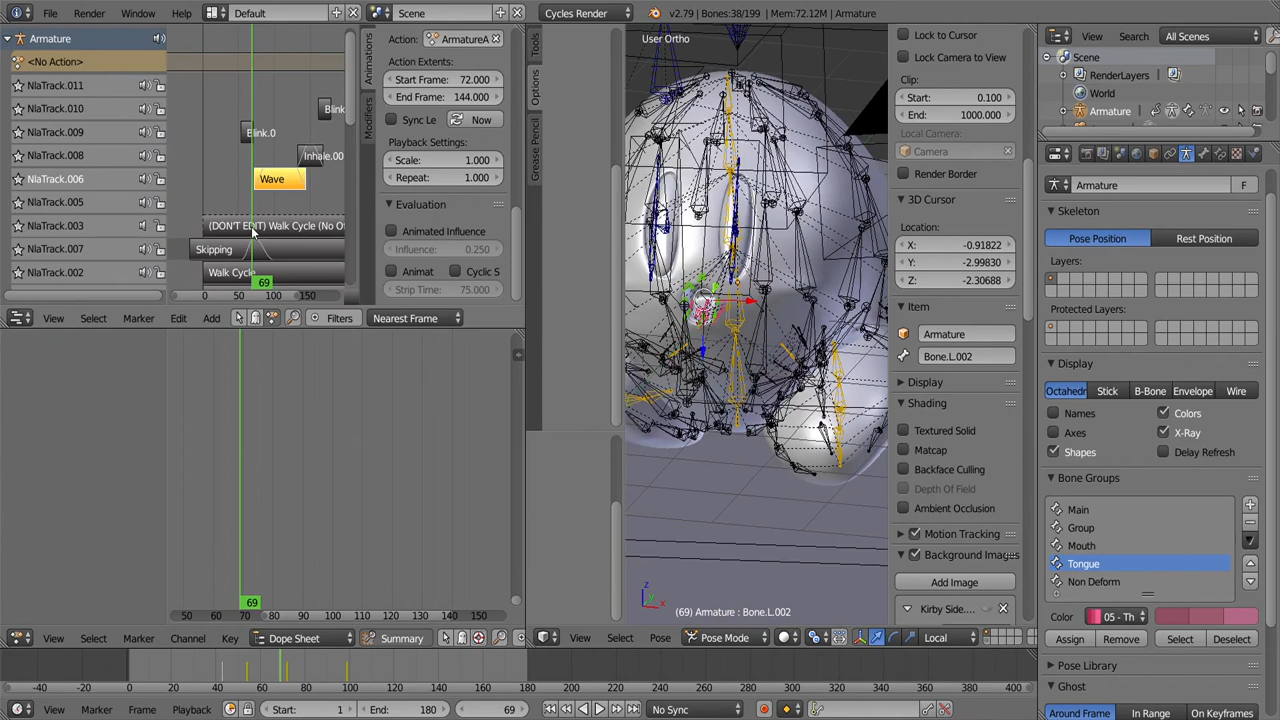 File Render Window Help Default Scene Cycles Render v2.79 | Bones:38/199 | Mem:72.12M | Armature
Armature
<No Action>
NlaTrack.011
NlaTrack.010
NlaTrack.009
NlaTrack.008
NlaTrack.006
NlaTrack.005
NlaTrack.003
NlaTrack.007
NlaTrack.002
Blink
Blink.0
Inhale.00
Wave
(DON'T EDIT) Walk Cycle (No O
Skipping
Walk Cycle
69
0 50 100 150
View Select Marker Edit Add Filters Nearest Frame
Animations
Modifiers
Action: ArmatureA
Action Extents:
Start Frame: 72.000
End Frame: 144.000
Sync Le Now
Playback Settings:
Scale: 1.000
Repeat: 1.000
Evaluation
Animated Influence
Influence: 0.250
Animat Cyclic S
Strip Time: 75.000
Tools
Options
Grease Pencil
User Ortho
(69) Armature : Bone.L.002
z
y
x
View Select Pose Pose Mode Local
Lock to Cursor
Lock Camera to View
Clip:
Start: 0.100
End: 1000.000
Local Camera:
Camera
Render Border
3D Cursor
Location:
X: -0.91822
Y: -2.99830
Z: -2.30688
Item
Armature
Bone.L.002
Display
Shading
Textured Solid
Matcap
Backface Culling
Depth Of Field
Ambient Occlusion
Motion Tracking
Background Images
Add Image
Kirby Side....
View Search All Scenes
Scene
RenderLayers
World
Armature
Armature F
Skeleton
Pose Position Rest Position
Layers:
Protected Layers:
Display
Octahedr Stick B-Bone Envelope Wire
Names Colors
Axes X-Ray
Shapes Delay Refresh
Bone Groups
Main
Group
Mouth
Tongue
Non Deform
Color 05 - Th
Assign Remove Select Deselect
Pose Library
Ghost
Around Frame In Range On Keyframes
69
50 60 70 80 90 100 110 120 130 140 150
View Select Marker Channel Key Dope Sheet Summary
-40 -20 0 20 40 60 80 100 120 140 160 180 200 220 240 260 280 300 320 340 360 380 400
View Marker Frame Playback Start: 1 End: 180 69 No Sync